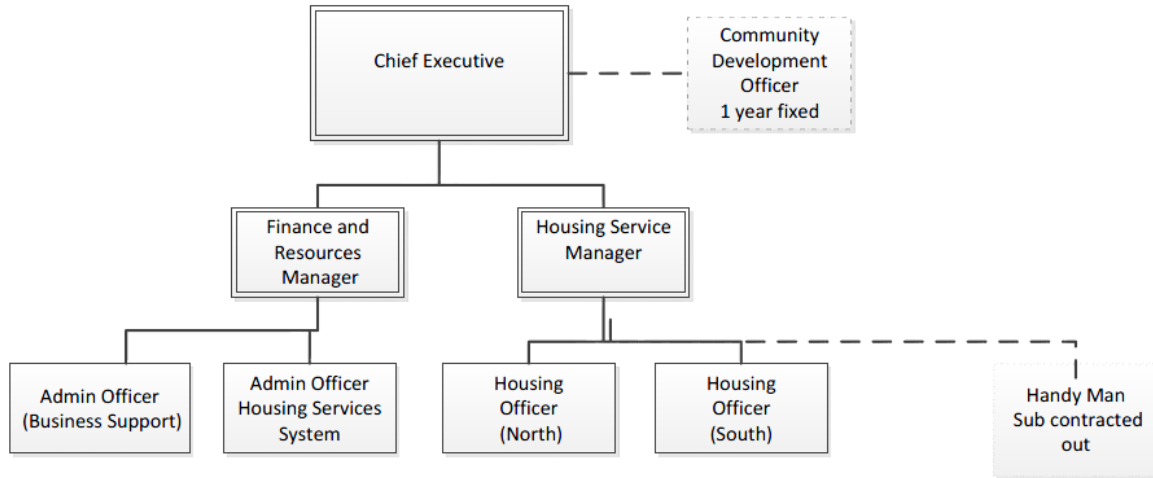 Chief Executive
Community
Development
Officer
1 year fixed
Finance and
Resources
Manager
Housing Service
Manager
Admin Officer
(Business Support)
Admin Officer
Housing Services
System
Housing
Officer
(North)
Housing
Officer
(South)
Handy Man
Sub contracted
out